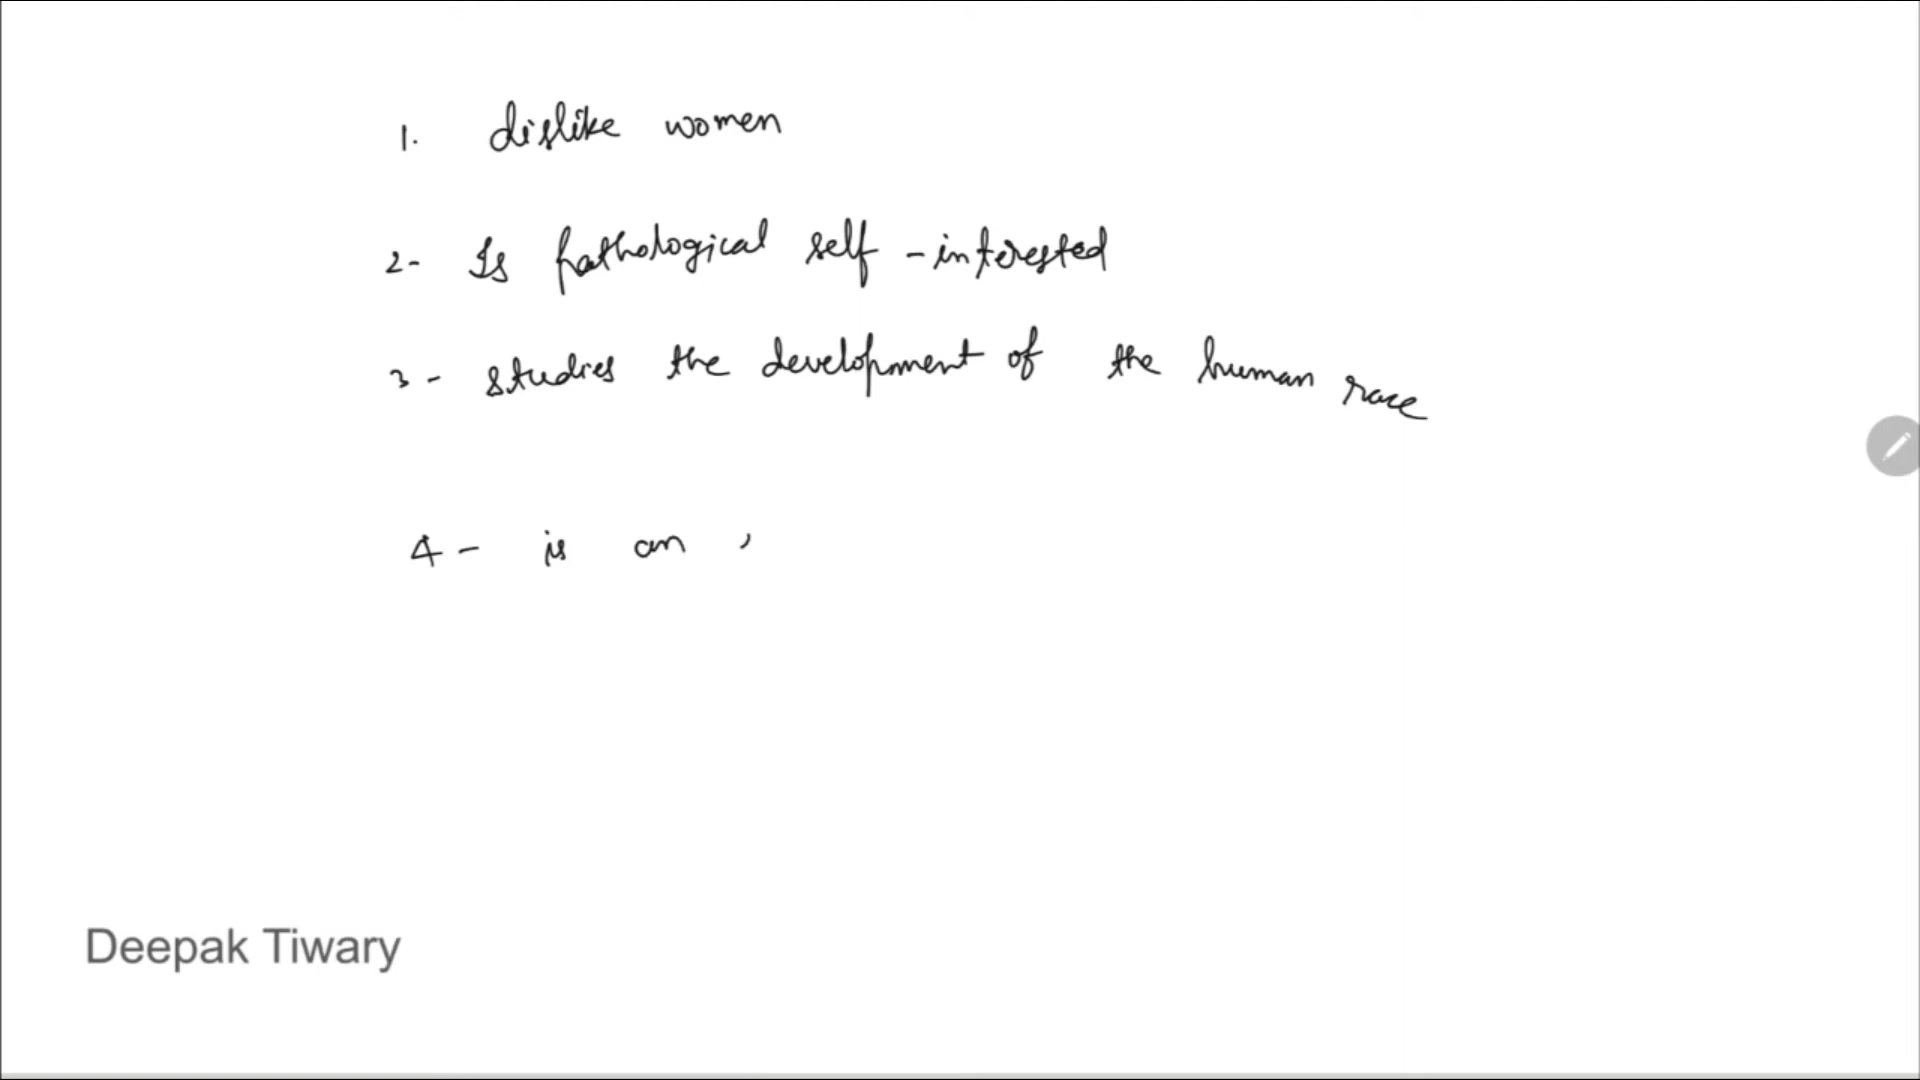 1. dislike women
2- Is pathological self-interested
3- studies the development of the human race
4- is an
Deepak Tiwary